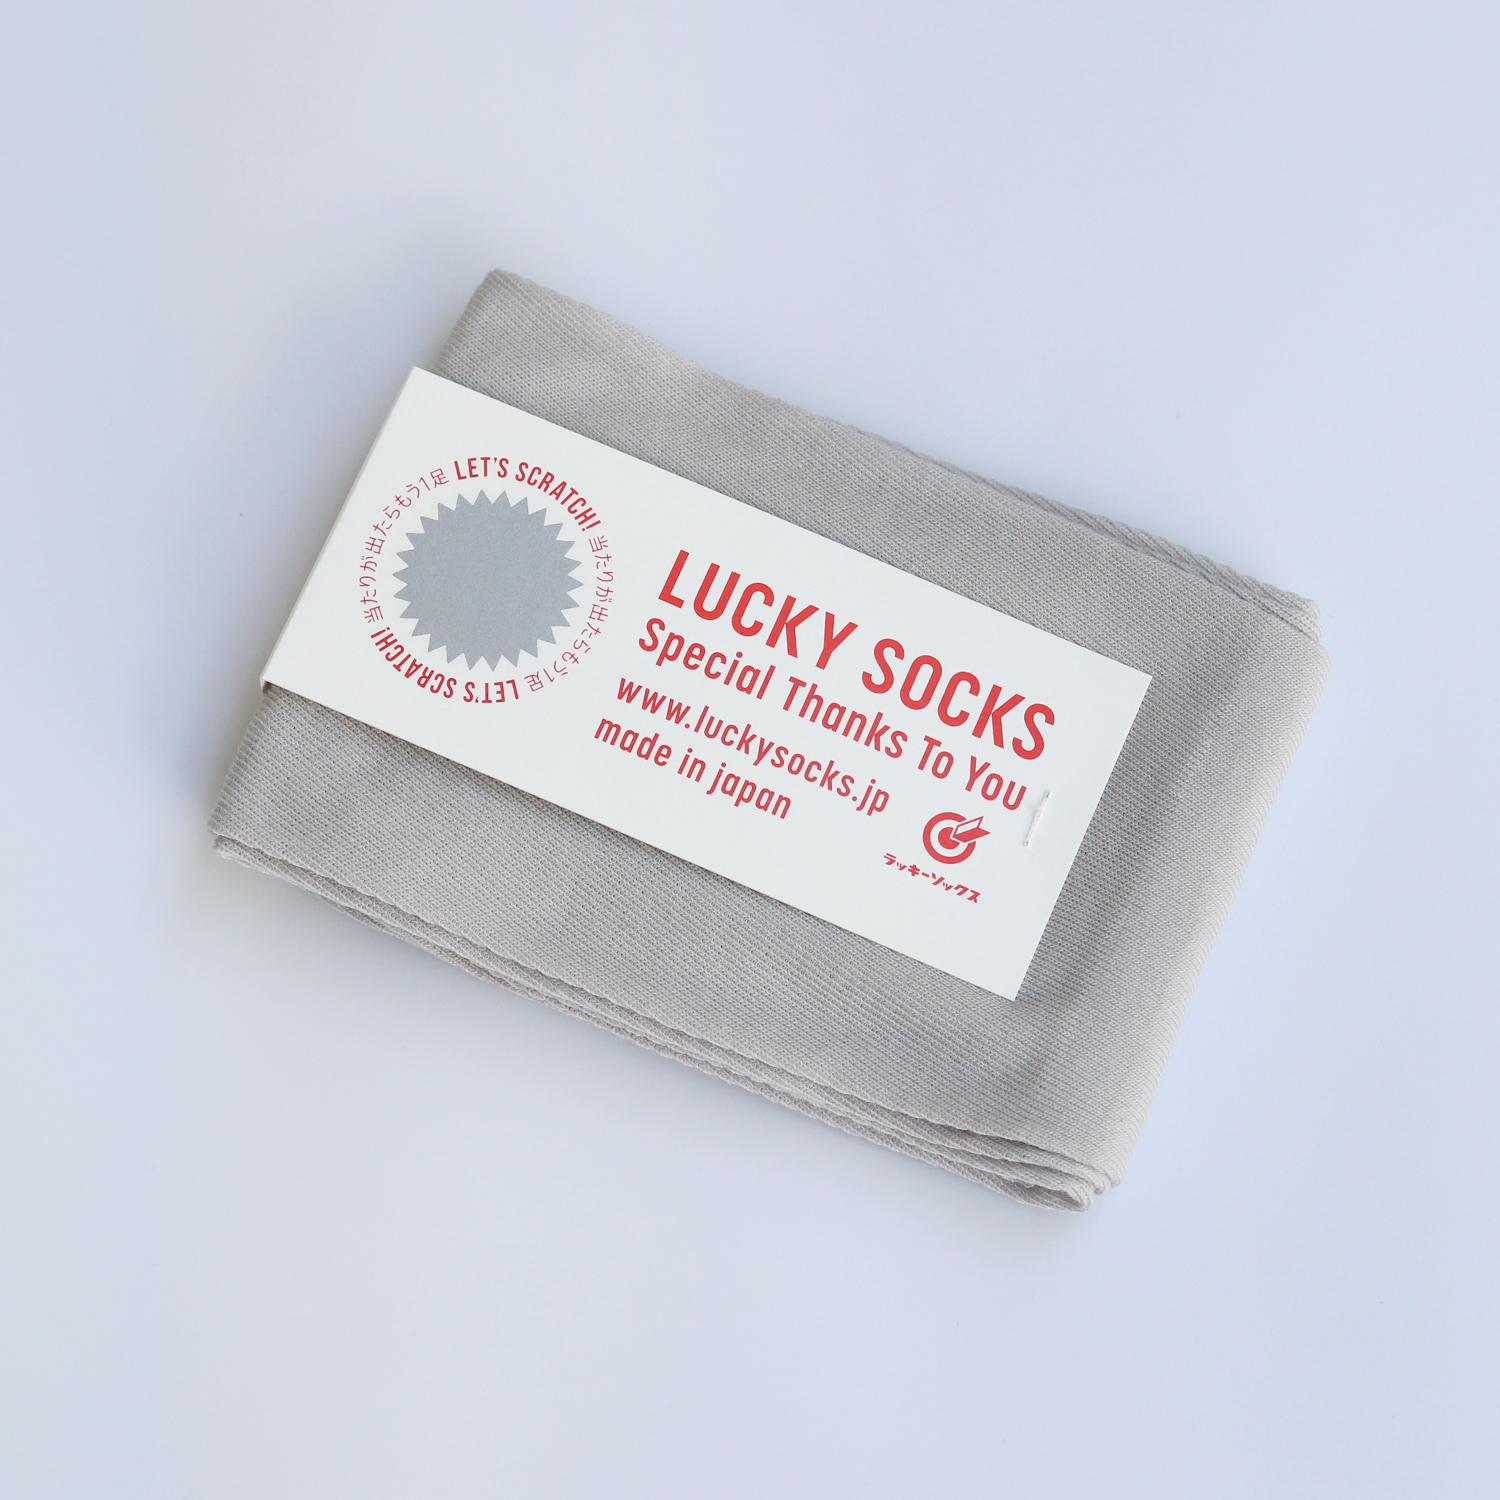 LET'S SCRATCH! 当たりが出たらもう1足 LET'S SCRATCH! 当たりが出たらもう1足
LUCKY SOCKS
Special Thanks To You
www.luckysocks.jp
made in japan
ラッキーソックス